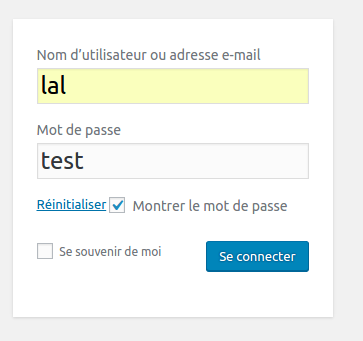 Nom d’utilisateur ou adresse e-mail
lal
Mot de passe
test
Réinitialiser Montrer le mot de passe
Se souvenir de moi Se connecter